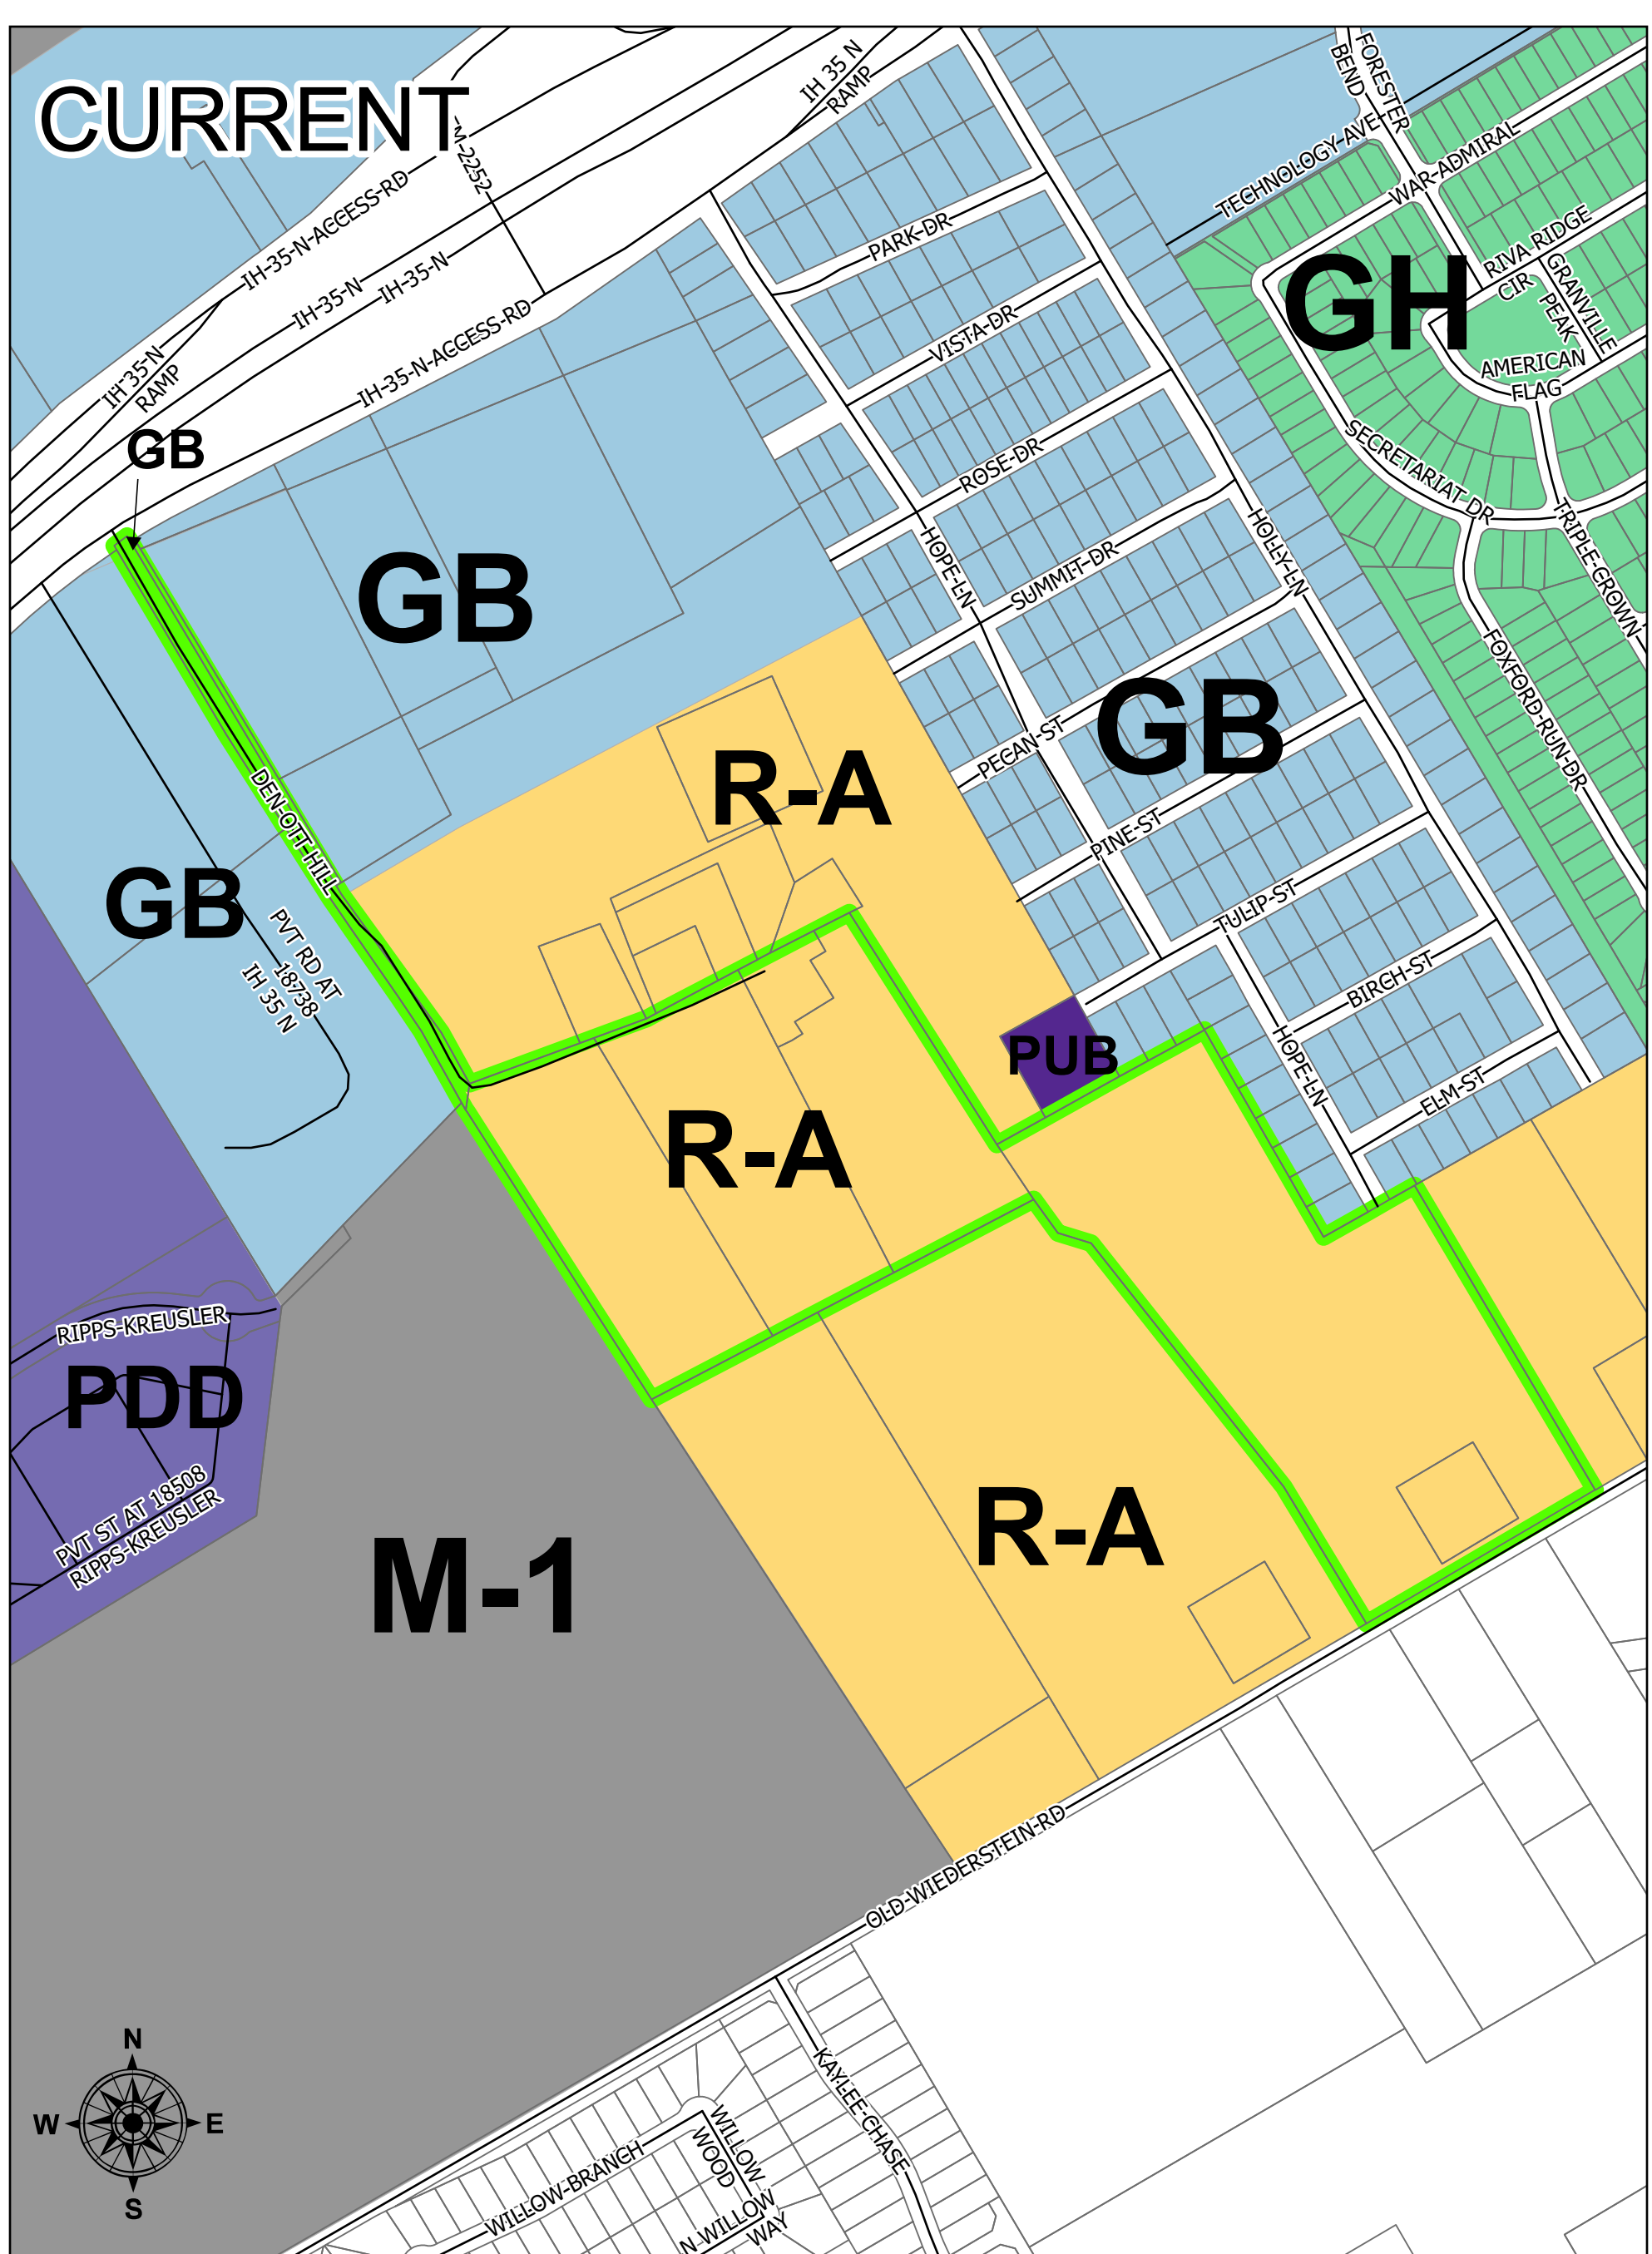 CURRENT
FM-2252
IH 35 N
RAMP
FORESTER
BEND
TECHNOLOGY AVE
WAR-ADMIRAL
IH-35-N-ACCESS-RD
IH-35-N
IH-35-N
PARK-DR
RIVA RIDGE
CIR
GRANVILLE
PEAK
GH
IH-35-N-ACCESS-RD
VISTA-DR
AMERICAN
FLAG
IH-35-N
RAMP
GB
ROSE-DR
SECRETARIAT DR
TRIPLE-CROWN
HOPE-LN
HOLLY-LN
SUMMIT-DR
GB
FOXFORD-RUN-DR
PECAN-ST
GB
R-A
DEN-OTT-HILL
PINE-ST
GB
TULIP-ST
PVT RD AT
18738
IH 35 N
BIRCH-ST
PUB
HOPE-LN
ELM-ST
R-A
RIPPS-KREUSLER
PDD
PVT ST AT 18508
RIPPS-KREUSLER
R-A
M-1
OLD-WIEDERSTEIN-RD
N
W
E
S
KAYLEE-CHASE
WILLOW
WOOD
WILLOW-BRANCH
N-WILLOW
WAY